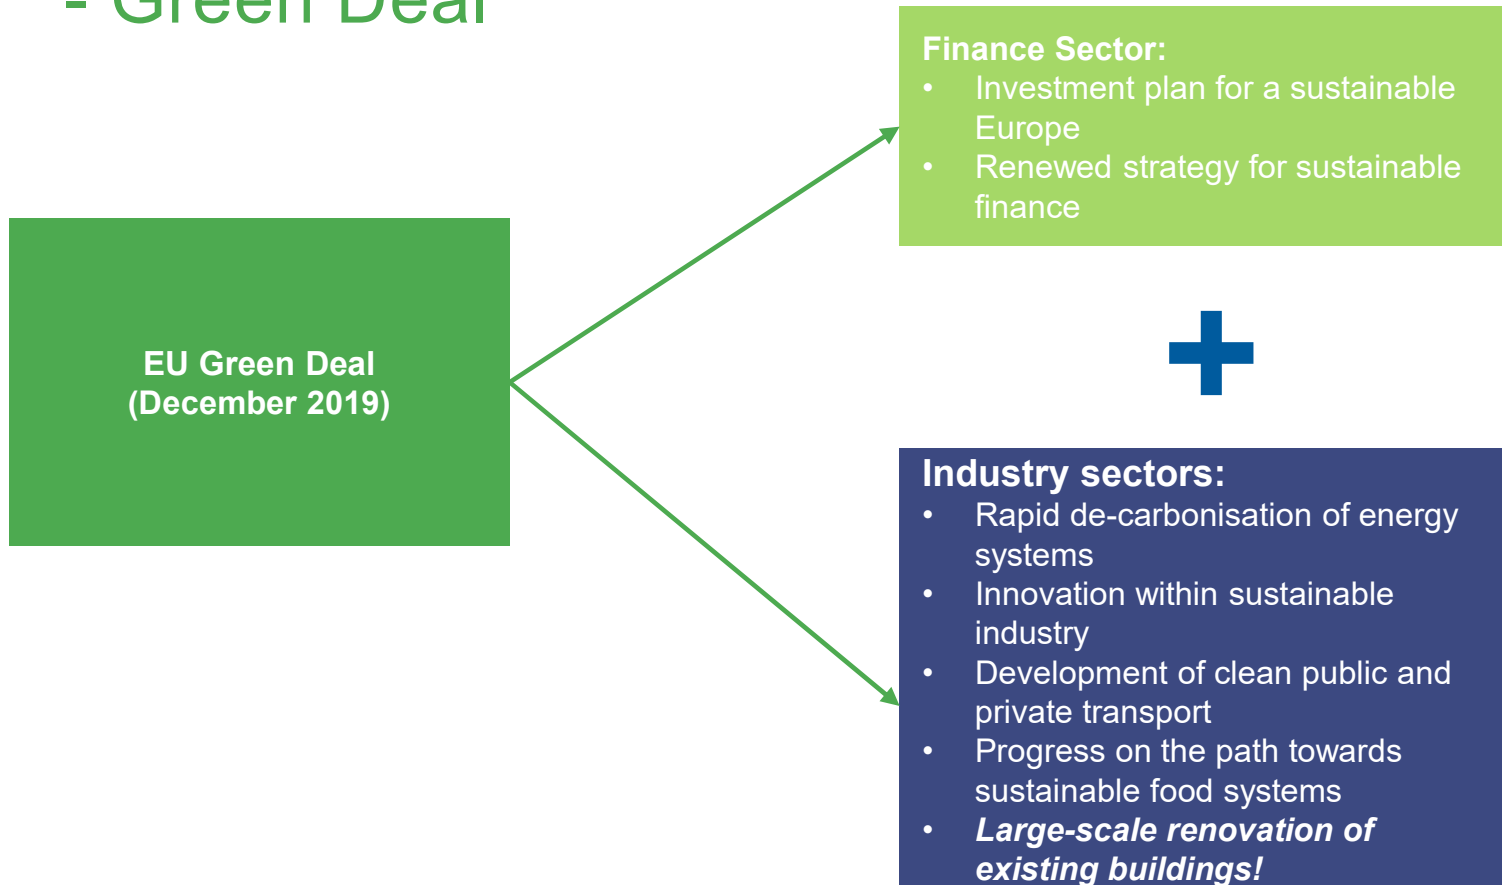 - Green Deal
Finance Sector:
• Investment plan for a sustainable
Europe
• Renewed strategy for sustainable
finance
EU Green Deal
(December 2019)
Industry sectors:
• Rapid de-carbonisation of energy
systems
• Innovation within sustainable
industry
• Development of clean public and
private transport
• Progress on the path towards
sustainable food systems
• Large-scale renovation of
existing buildings!